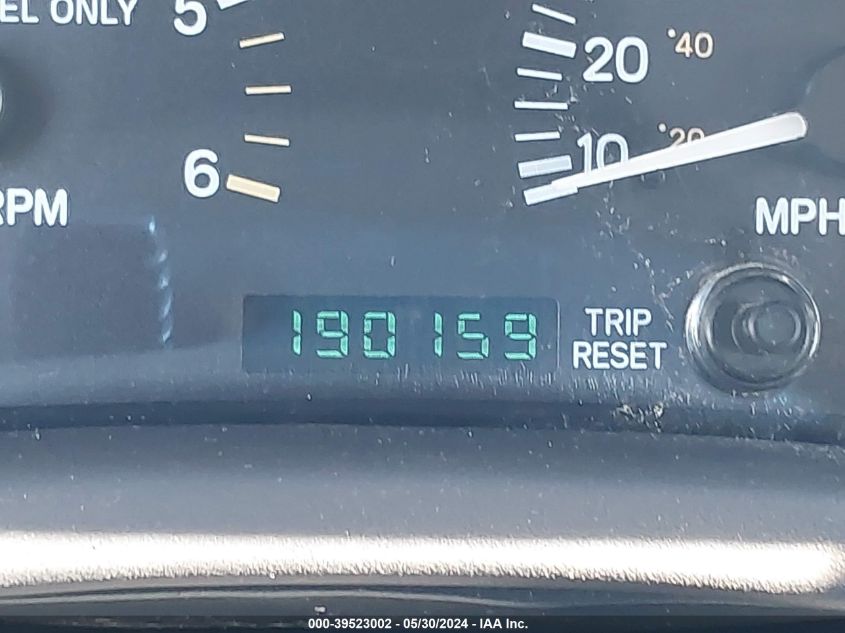 EL ONLY
5
6
RPM
20
40
10
20
MPH
190159
TRIP
RESET
000-39523002 - 05/30/2024 - IAA Inc.